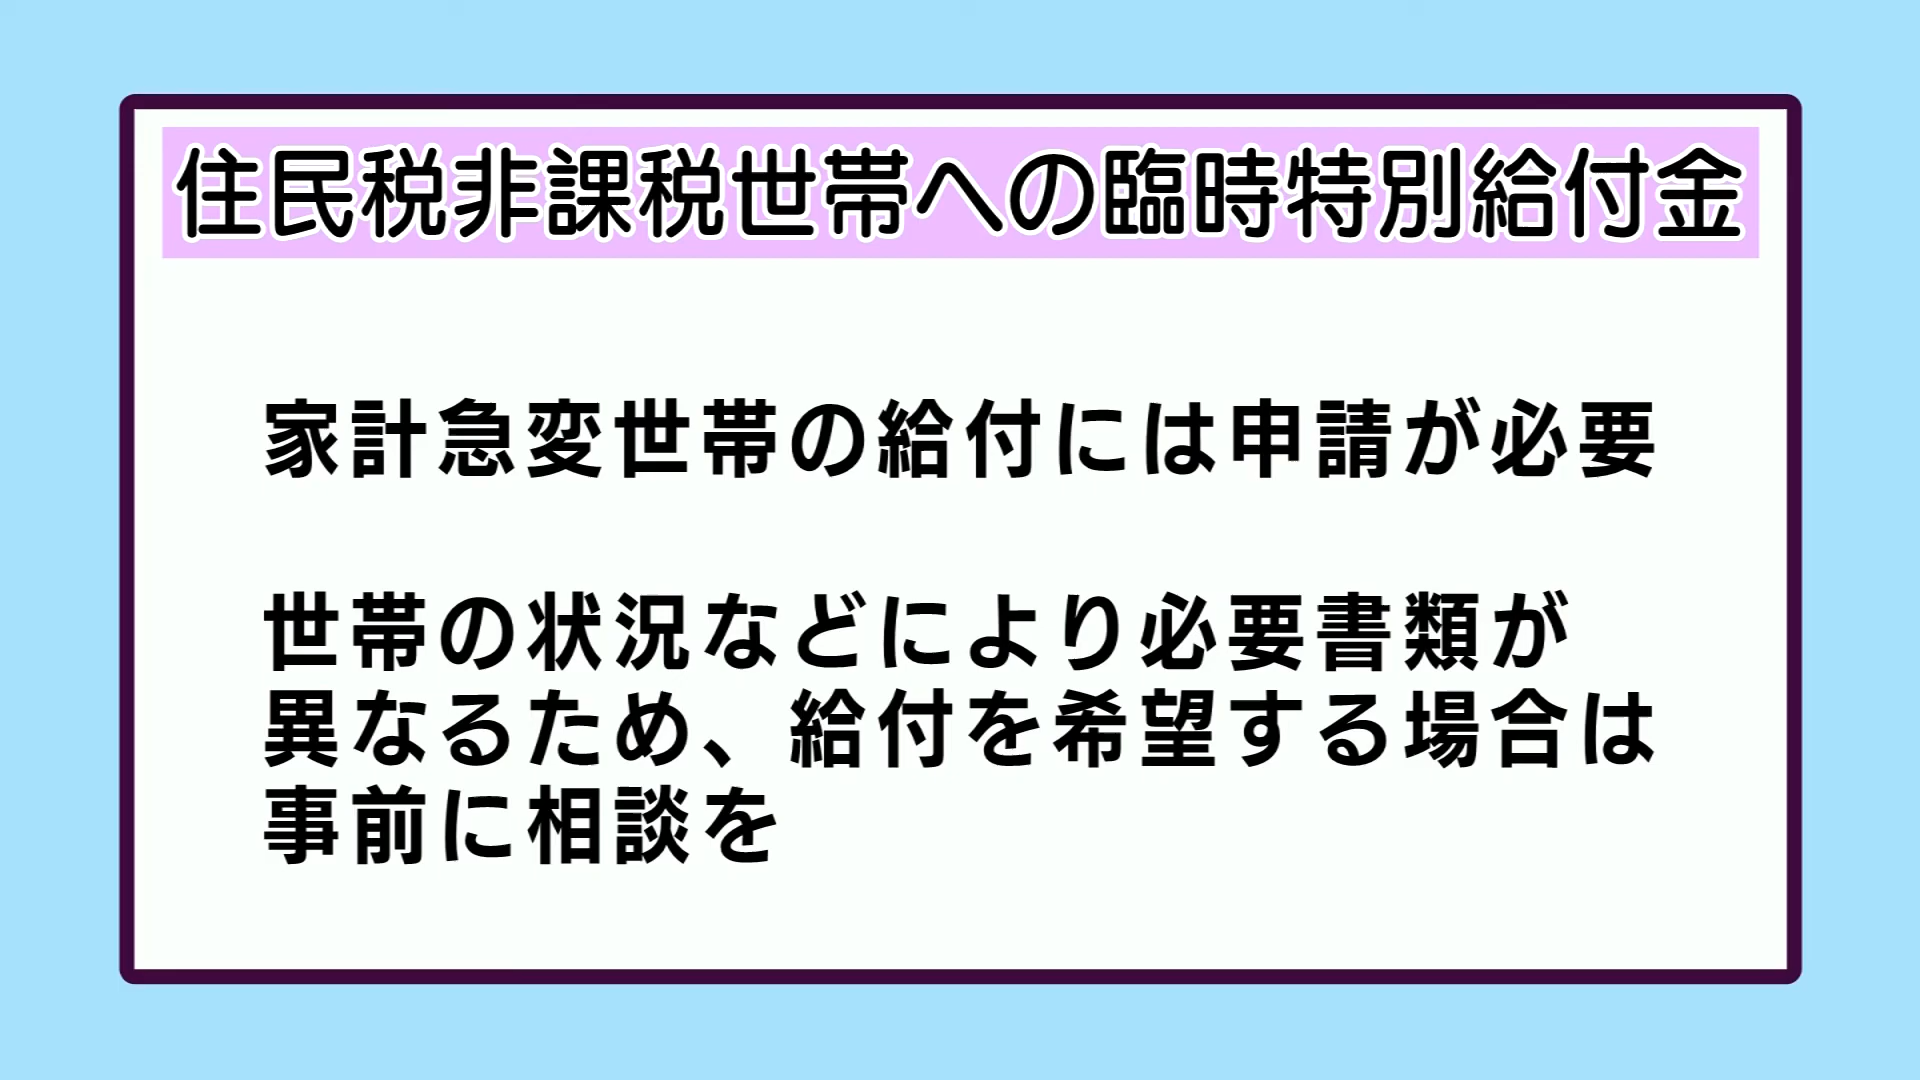 住民税非課税世帯への臨時特別給付金
家計急変世帯の給付には申請が必要
世帯の状況などにより必要書類が
異なるため、給付を希望する場合は
事前に相談を